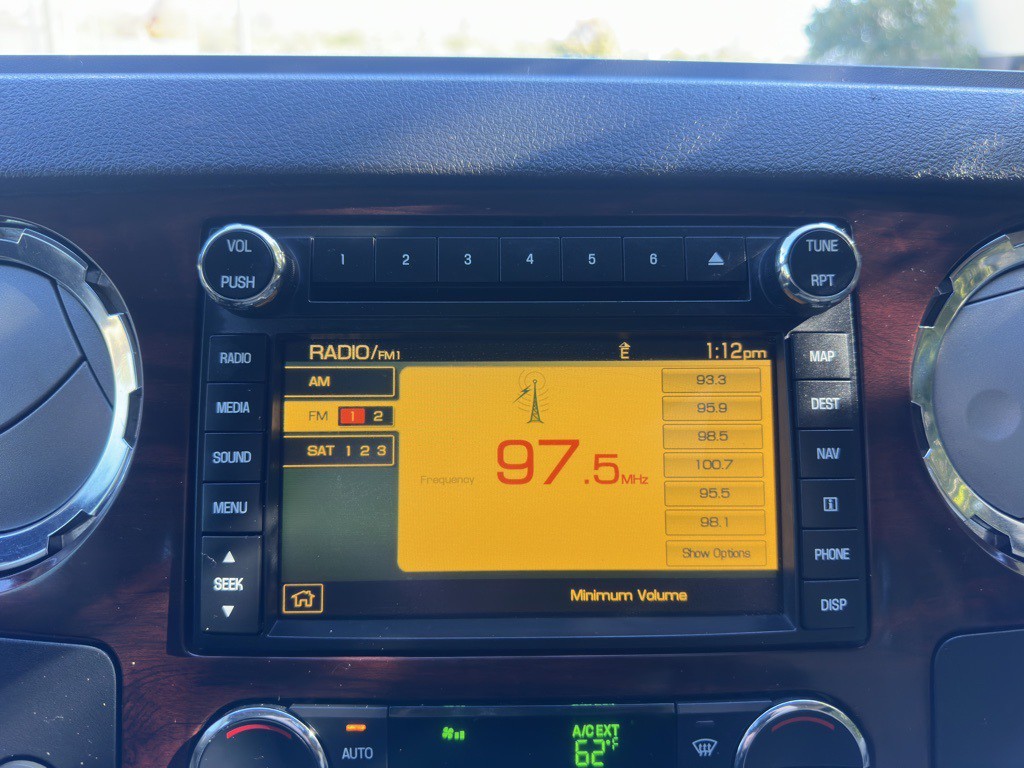 VOL
PUSH
1 2 3 4 5 6
TUNE
RPT
RADIO
MEDIA
SOUND
MENU
SEEK
RADIO/FM1
E
1:12pm
AM
FM 1 2
SAT 1 2 3
Frequency 97.5MHz
93.3
95.9
98.5
100.7
95.5
98.1
Show Options
Minimum Volume
MAP
DEST
NAV
i
PHONE
DISP
AUTO
A/C EXT
62°F